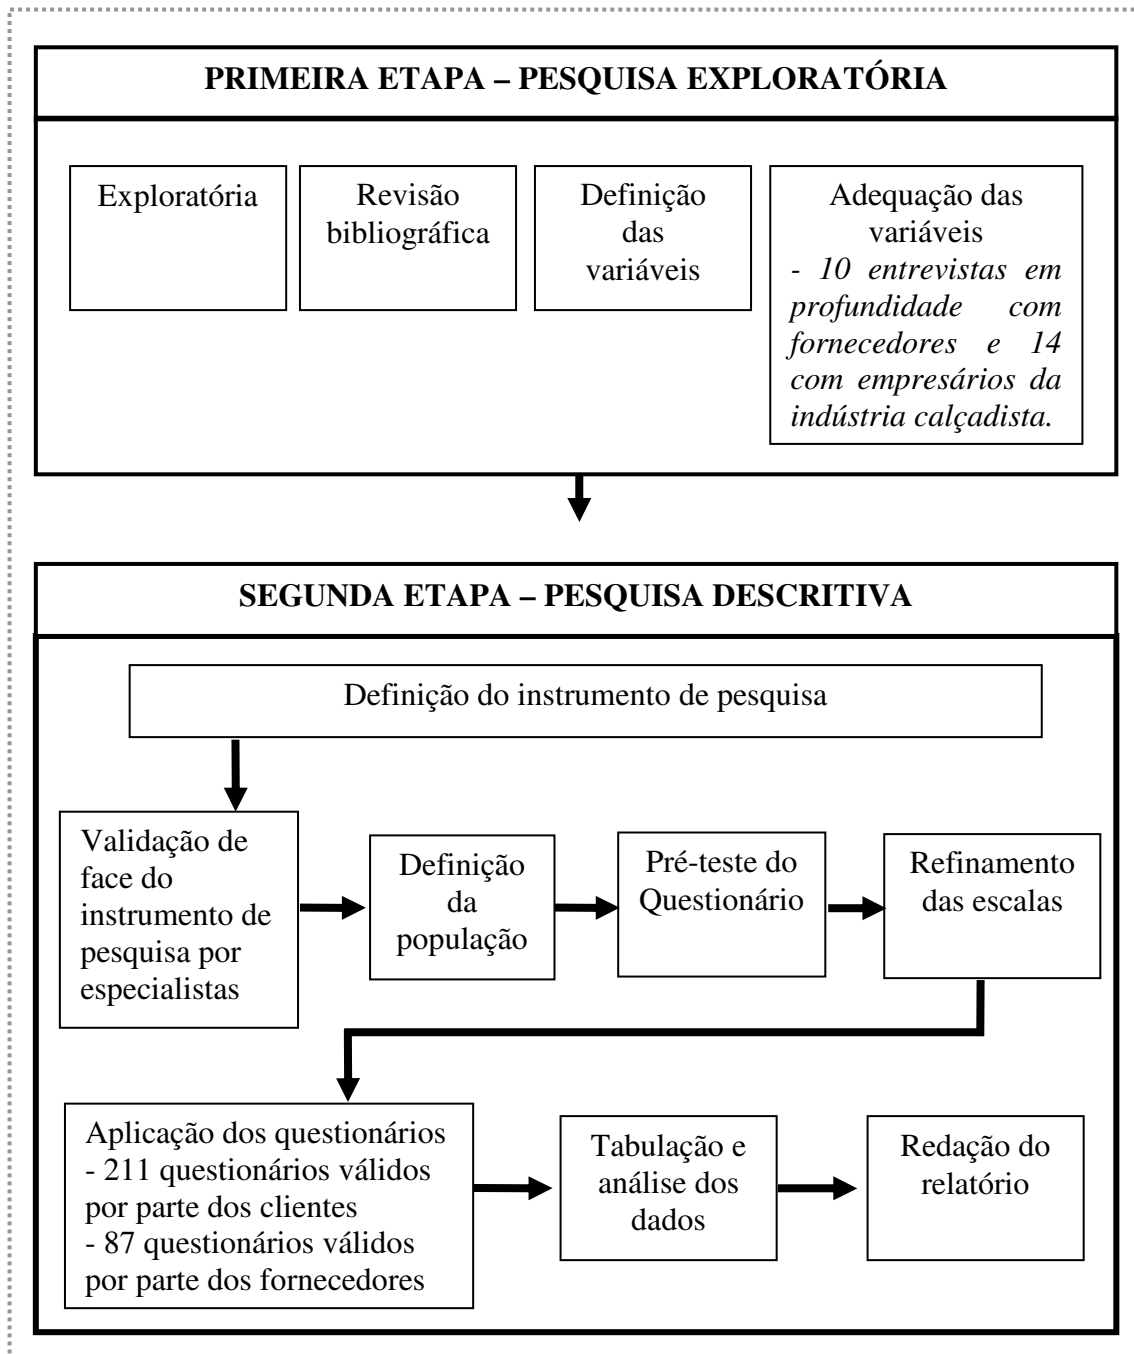 PRIMEIRA ETAPA – PESQUISA EXPLORATÓRIA
Exploratória
Revisão
bibliográfica
Definição
das
variáveis
Adequação das
variáveis
- 10 entrevistas em
profundidade com
fornecedores e 14
com empresários da
indústria calçadista.
SEGUNDA ETAPA – PESQUISA DESCRITIVA
Definição do instrumento de pesquisa
Validação de
face do
instrumento de
pesquisa por
especialistas
Definição
da
população
Pré-teste do
Questionário
Refinamento
das escalas
Aplicação dos questionários
- 211 questionários válidos
por parte dos clientes
- 87 questionários válidos
por parte dos fornecedores
Tabulação e
análise dos
dados
Redação do
relatório